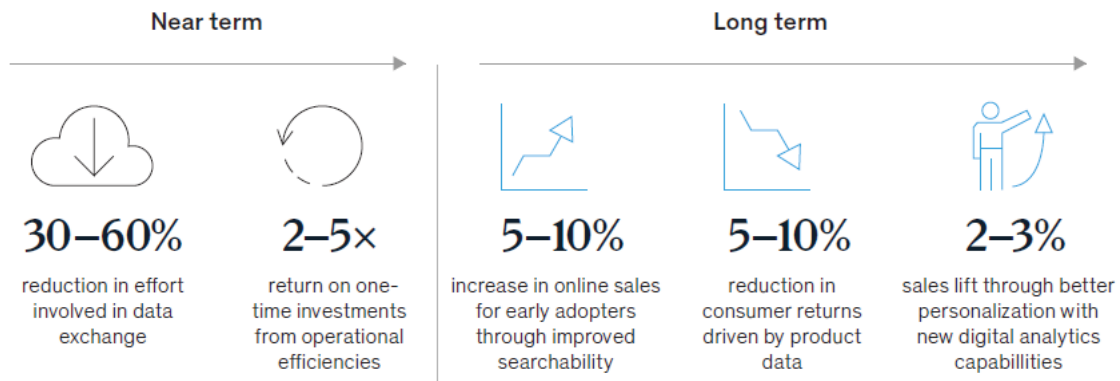 Near term
Long term
30–60%
reduction in effort
involved in data
exchange
2–5×
return on one-
time investments
from operational
efficiencies
5–10%
increase in online sales
for early adopters
through improved
searchability
5–10%
reduction in
consumer returns
driven by product
data
2–3%
sales lift through better
personalization with
new digital analytics
capabillities